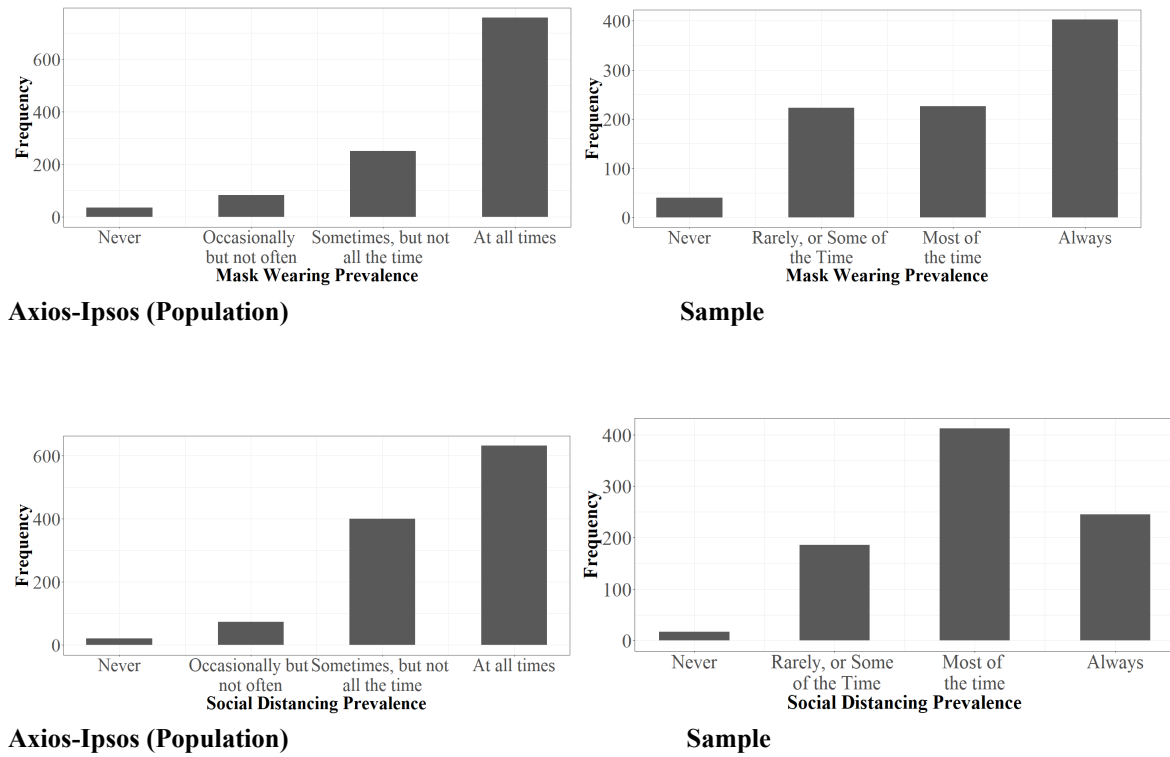 Frequency
600
400
200
0
Never
Occasionally
but not often
Sometimes, but not
all the time
At all times
Mask Wearing Prevalence
Axios-Ipsos (Population)
Frequency
400
300
200
100
0
Never
Rarely, or Some of
the Time
Most of
the time
Always
Mask Wearing Prevalence
Sample
Frequency
600
400
200
0
Never
Occasionally but
not often
Sometimes, but not
all the time
At all times
Social Distancing Prevalence
Axios-Ipsos (Population)
Frequency
400
300
200
100
0
Never
Rarely, or Some
of the Time
Most of
the time
Always
Social Distancing Prevalence
Sample